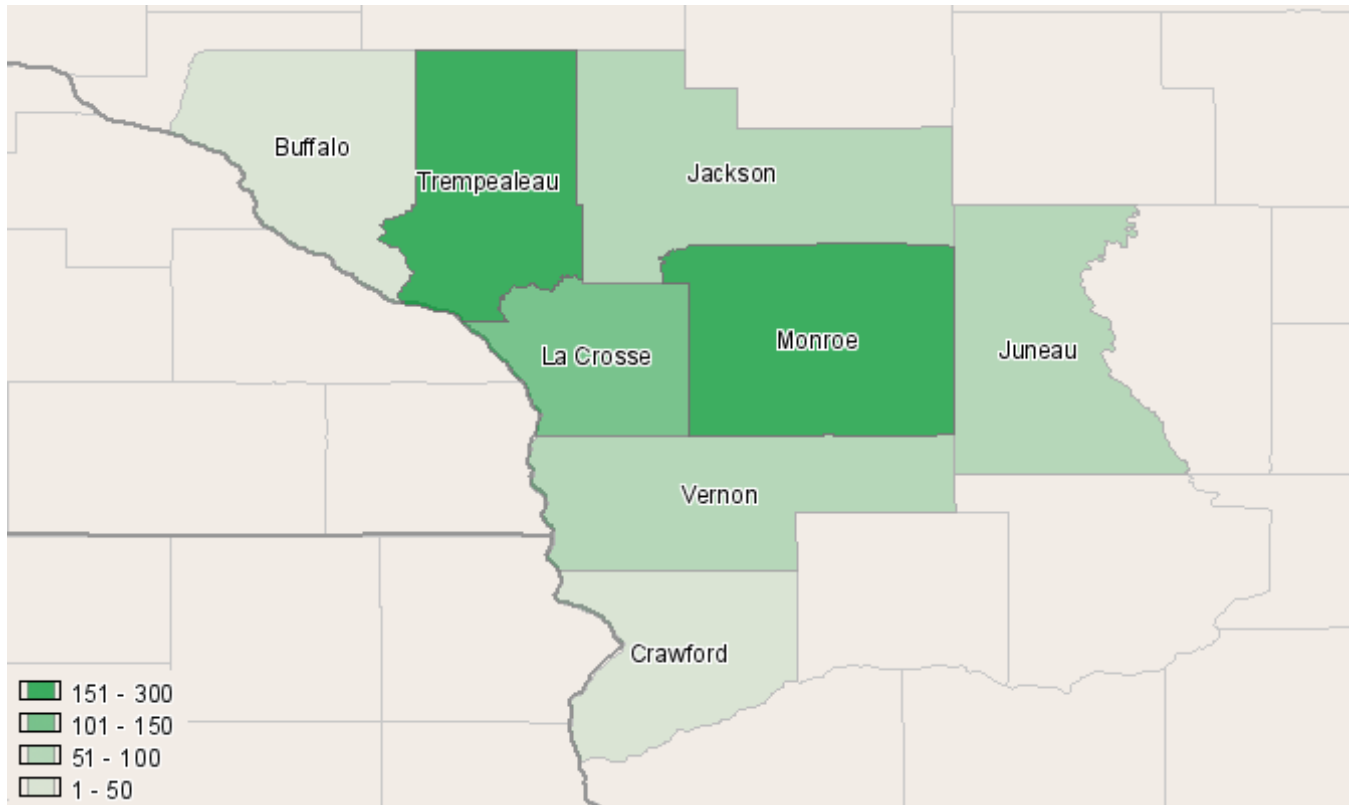 Buffalo
Trempealeau
Jackson
La Crosse
Monroe
Juneau
Vernon
Crawford
151 - 300
101 - 150
51 - 100
1 - 50